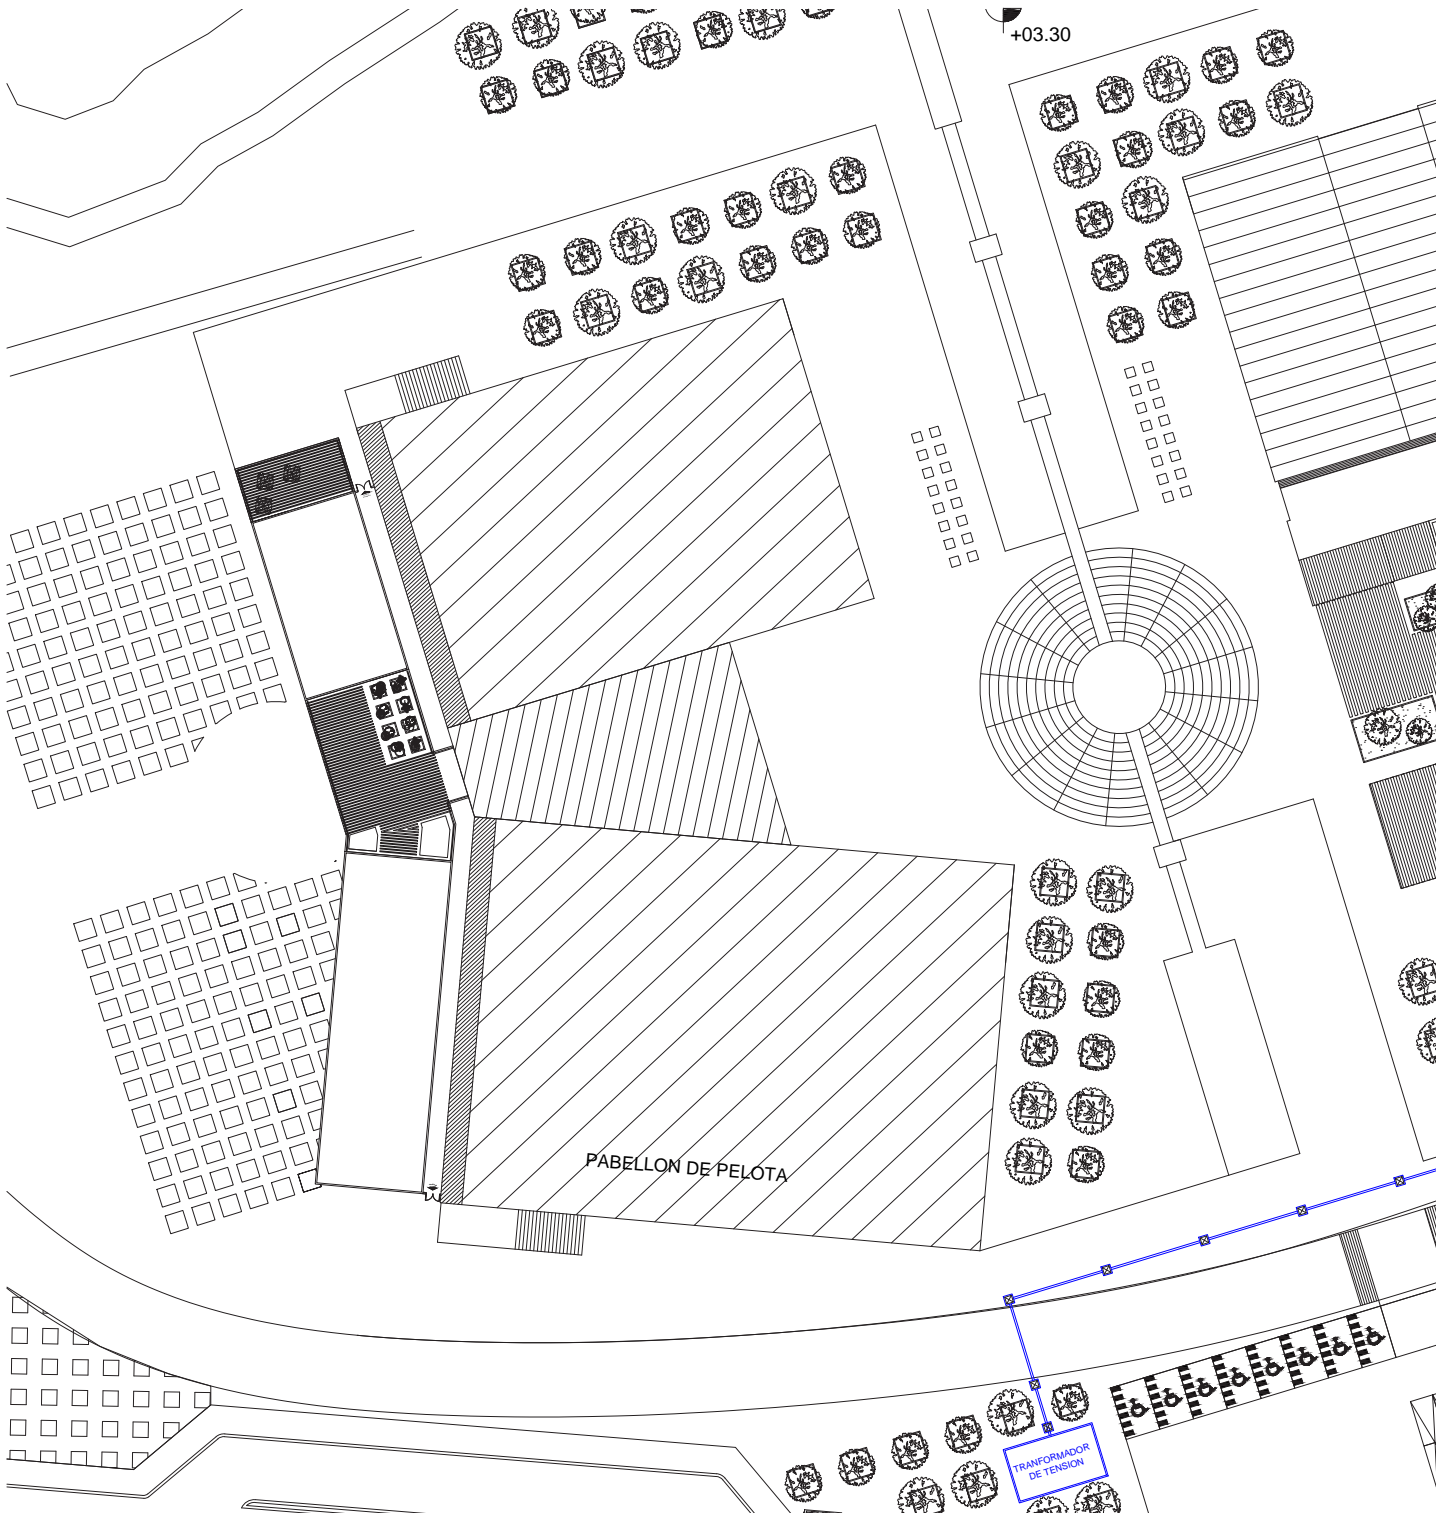 +03.30
PABELLON DE PELOTA
TRANFORMADOR
DE TENSION